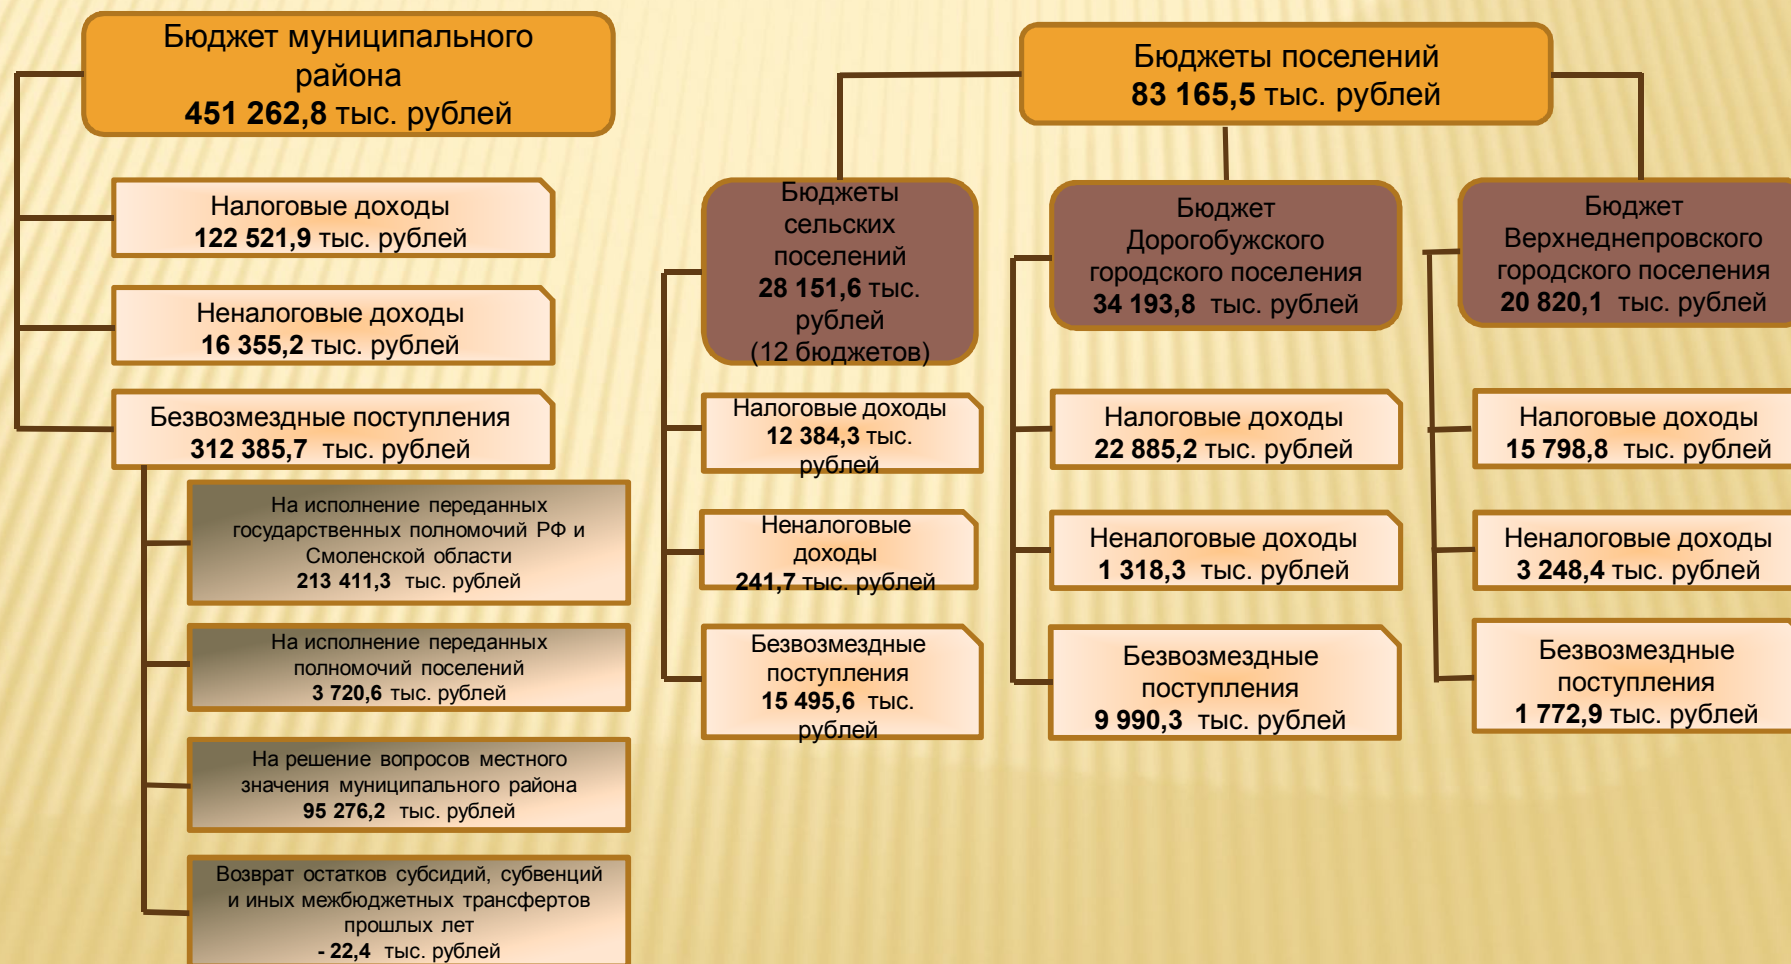 Бюджет муниципального
района
451 262,8 тыс. рублей
Налоговые доходы
122 521,9 тыс. рублей
Неналоговые доходы
16 355,2 тыс. рублей
Безвозмездные поступления
312 385,7 тыс. рублей
На исполнение переданных
государственных полномочий РФ и
Смоленской области
213 411,3 тыс. рублей
На исполнение переданных
полномочий поселений
3 720,6 тыс. рублей
На решение вопросов местного
значения муниципального района
95 276,2 тыс. рублей
Возврат остатков субсидий, субвенций
и иных межбюджетных трансфертов
прошлых лет
- 22,4 тыс. рублей
Бюджеты поселений
83 165,5 тыс. рублей
Бюджеты
сельских
поселений
28 151,6 тыс.
рублей
(12 бюджетов)
Налоговые доходы
12 384,3 тыс.
рублей
Неналоговые
доходы
241,7 тыс. рублей
Безвозмездные
поступления
15 495,6 тыс.
рублей
Бюджет
Дорогобужского
городского поселения
34 193,8 тыс. рублей
Налоговые доходы
22 885,2 тыс. рублей
Неналоговые доходы
1 318,3 тыс. рублей
Безвозмездные
поступления
9 990,3 тыс. рублей
Бюджет
Верхнеднепровского
городского поселения
20 820,1 тыс. рублей
Налоговые доходы
15 798,8 тыс. рублей
Неналоговые доходы
3 248,4 тыс. рублей
Безвозмездные
поступления
1 772,9 тыс. рублей